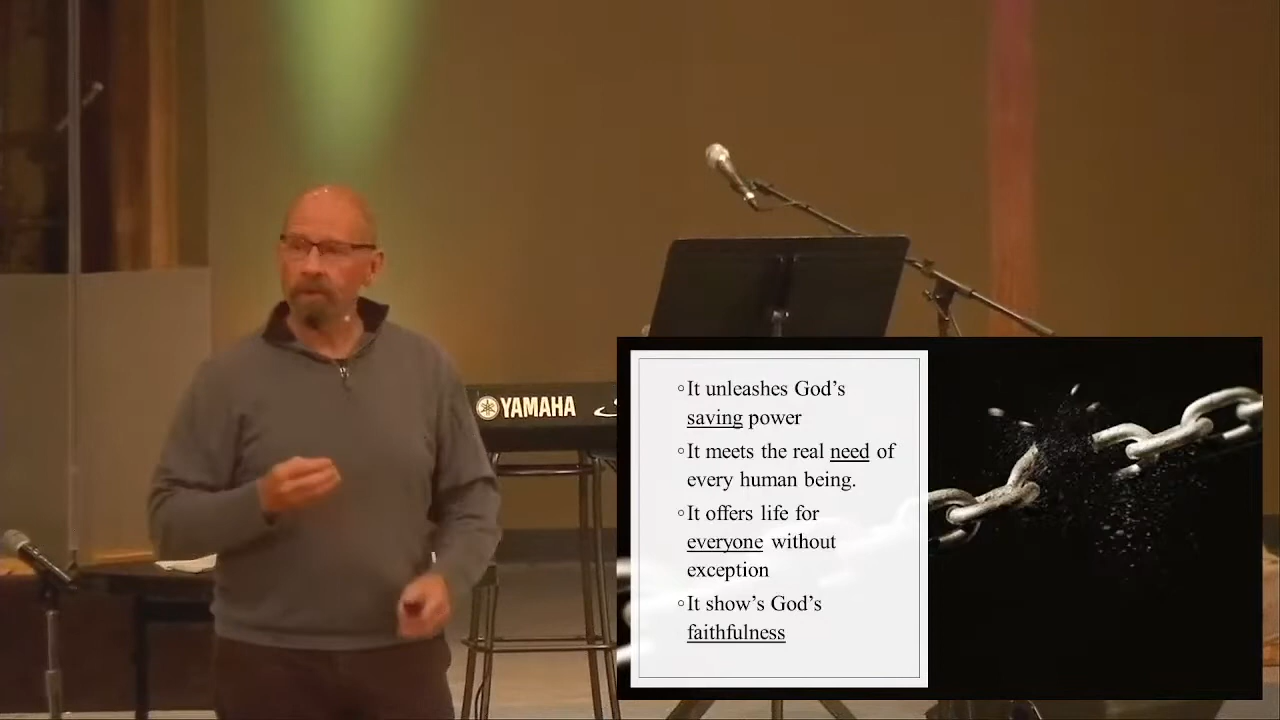 YAMAHA
◦It unleashes God’s
saving power
◦It meets the real need of
every human being.
◦It offers life for
everyone without
exception
◦It show’s God’s
faithfulness